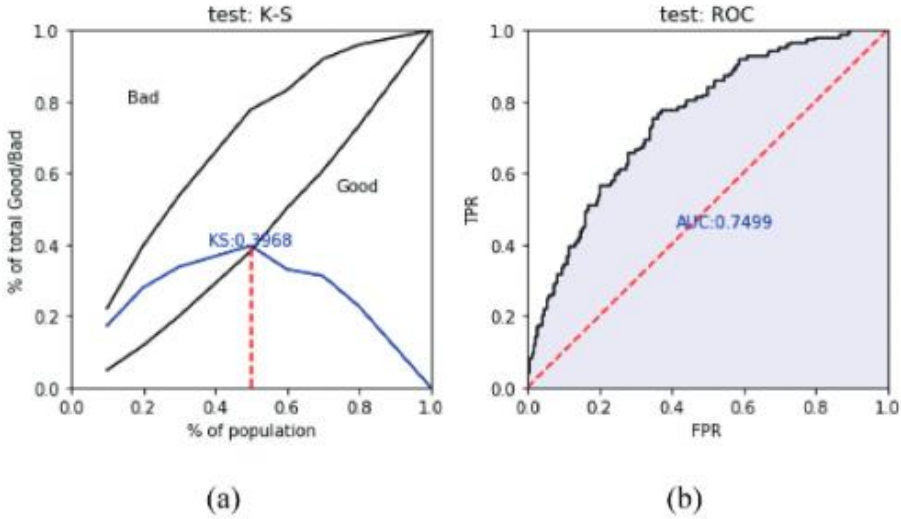 test: K-S
1.0
0.8
0.6
0.4
0.2
0.0
0.0 0.2 0.4 0.6 0.8 1.0
% of total Good/Bad
% of population
Bad
Good
KS:0.3968
(a)
test: ROC
1.0
0.8
0.6
0.4
0.2
0.0
0.0 0.2 0.4 0.6 0.8 1.0
TPR
FPR
AUC:0.7499
(b)